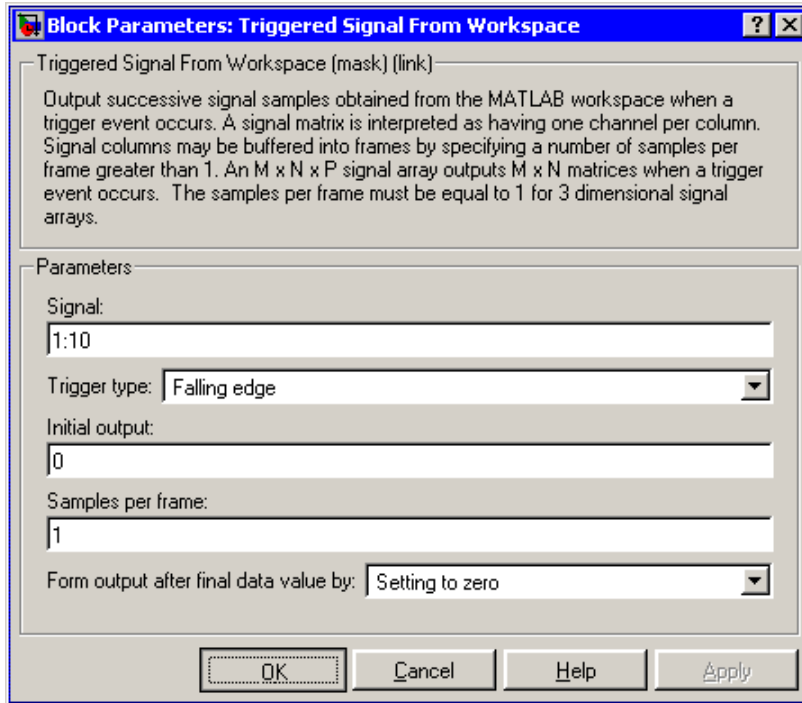 Block Parameters: Triggered Signal From Workspace
Triggered Signal From Workspace (mask) (link)
Output successive signal samples obtained from the MATLAB workspace when a
trigger event occurs. A signal matrix is interpreted as having one channel per column.
Signal columns may be buffered into frames by specifying a number of samples per
frame greater than 1. An M x N x P signal array outputs M x N matrices when a trigger
event occurs.  The samples per frame must be equal to 1 for 3 dimensional signal
arrays.
Parameters
Signal:
1:10
Trigger type: Falling edge
Initial output:
0
Samples per frame:
1
Form output after final data value by: Setting to zero
OK Cancel Help Apply